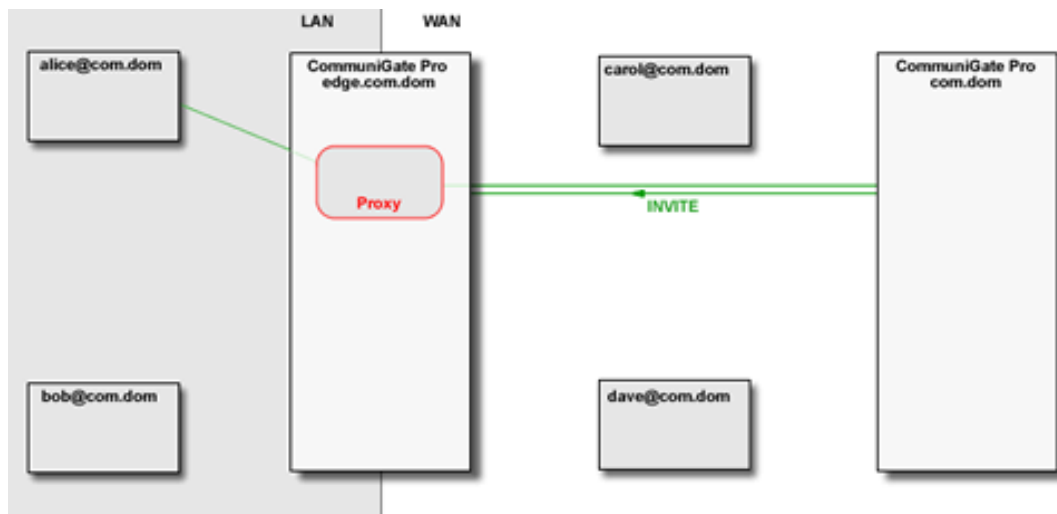 LAN
WAN
alice@com.dom
CommuniGate Pro
edge.com.dom
carol@com.dom
CommuniGate Pro
com.dom
Proxy
INVITE
bob@com.dom
dave@com.dom